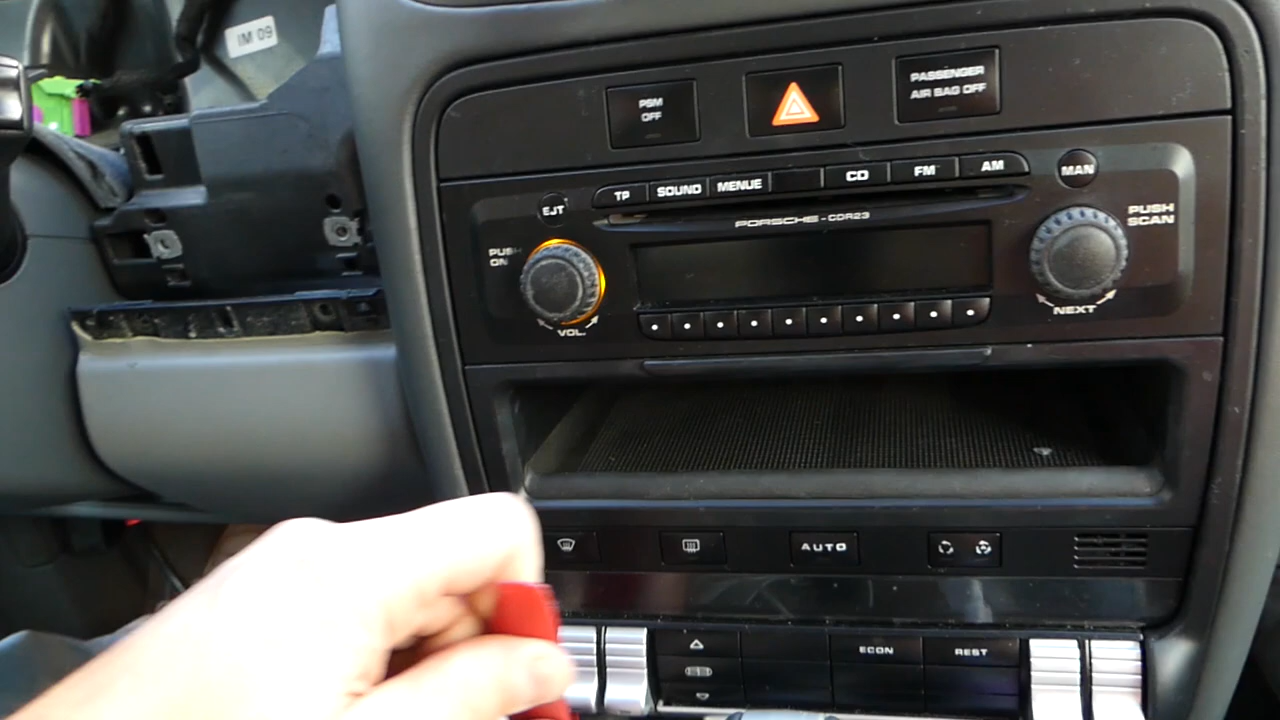 IM 09
PSM
OFF
PASSENGER
AIR BAG OFF
TP SOUND MENUE CD FM AM MAN
EJT
PORSCHE-CDR23
PUSH
ON
PUSH
SCAN
VOL.
NEXT
AUTO
ECON REST